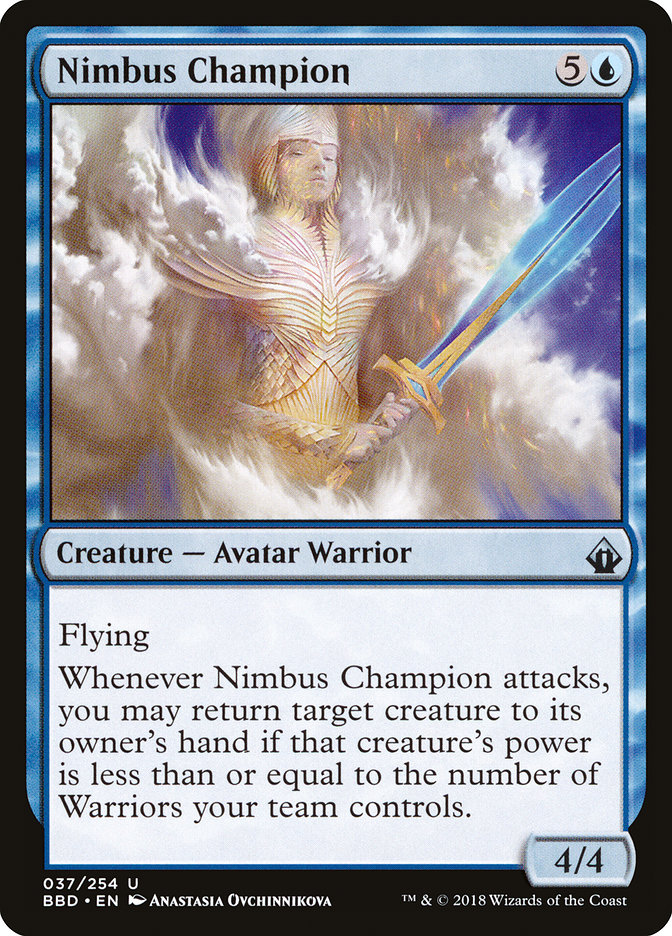 Nimbus Champion 5
Creature — Avatar Warrior
Flying
Whenever Nimbus Champion attacks,
you may return target creature to its
owner's hand if that creature's power
is less than or equal to the number of
Warriors your team controls.
4/4
037/254 U
BBD • EN Anastasia Ovchinnikova
™ & © 2018 Wizards of the Coast